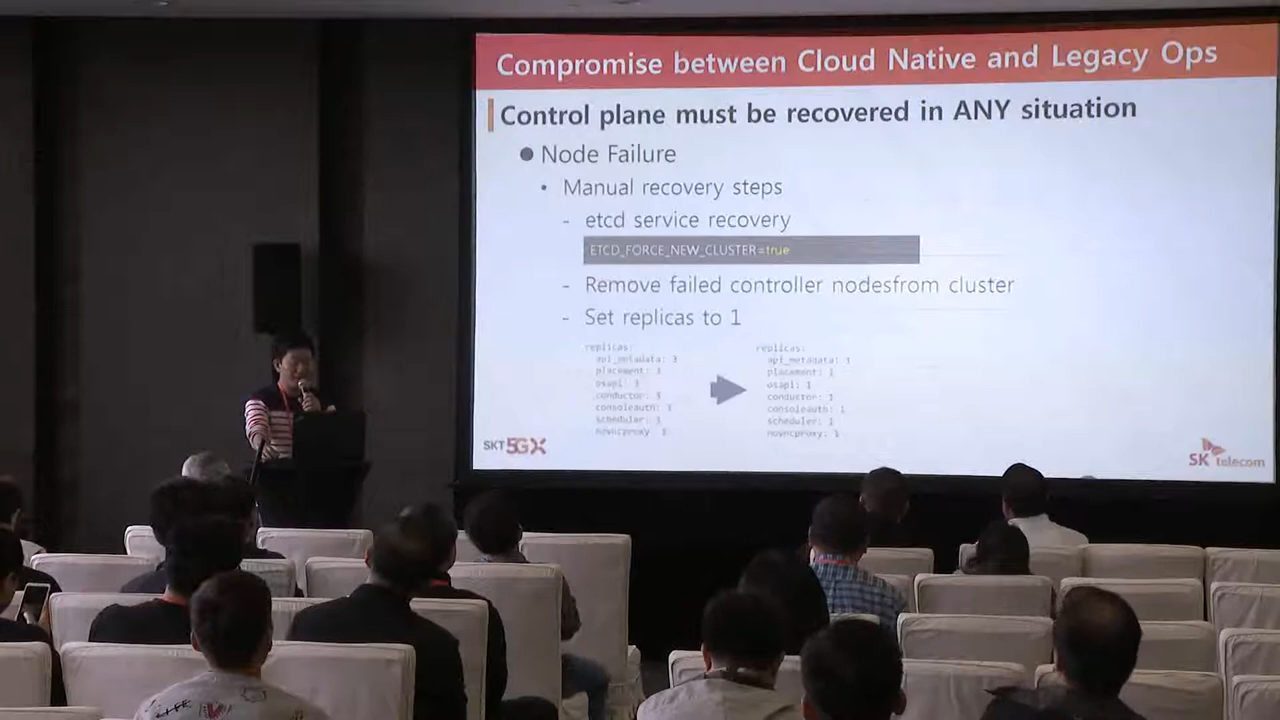 Compromise between Cloud Native and Legacy Ops
Control plane must be recovered in ANY situation
● Node Failure
• Manual recovery steps
- etcd service recovery
ETCD_FORCE_NEW_CLUSTER=true
- Remove failed controller nodesfrom cluster
- Set replicas to 1
replicas:
api_metadata: 3
placement: 3
osapi: 3
conductor: 3
consoleauth: 3
scheduler: 3
novncproxy: 3
replicas:
api_metadata: 1
placement: 1
osapi: 1
conductor: 1
consoleauth: 1
scheduler: 1
novncproxy: 1
SKT 5GX
SK telecom
LIFE